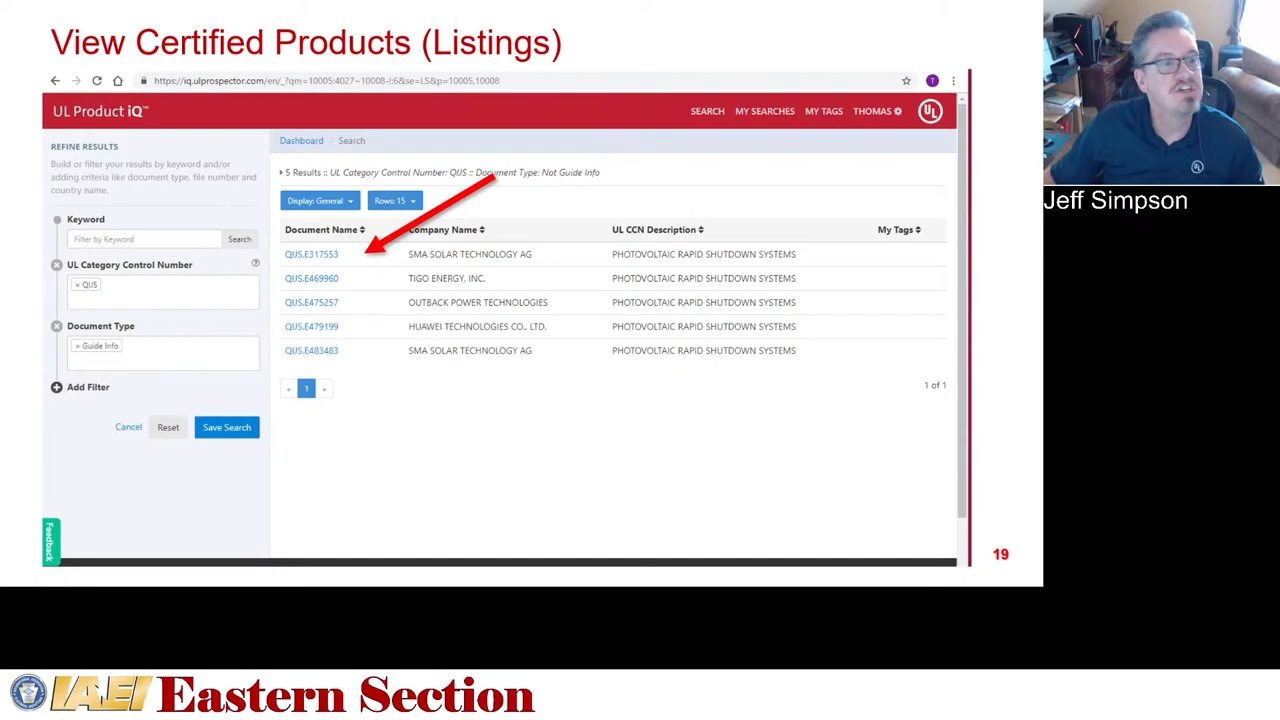 View Certified Products (Listings)
https://iq.ulprospector.com/en/_?qm=10005:4027~10008-!:6&se=LS&p=10005,10008
T
UL Product iQ™
SEARCH MY SEARCHES MY TAGS THOMAS
UL
REFINE RESULTS
Build or filter your results by keyword and/or
adding criteria like document type, file number and
country name.
Keyword
Filter by Keyword Search
UL Category Control Number
× QIJS
Document Type
× Guide Info
Add Filter
Cancel Reset Save Search
Feedback
Dashboard Search
5 Results :: UL Category Control Number: QIJS :: Document Type: Not Guide Info
Display: General Rows: 15
Document Name Company Name UL CCN Description My Tags
QIJS.E317553 SMA SOLAR TECHNOLOGY AG PHOTOVOLTAIC RAPID SHUTDOWN SYSTEMS
QIJS.E469960 TIGO ENERGY, INC. PHOTOVOLTAIC RAPID SHUTDOWN SYSTEMS
QIJS.E475257 OUTBACK POWER TECHNOLOGIES PHOTOVOLTAIC RAPID SHUTDOWN SYSTEMS
QIJS.E479199 HUAWEI TECHNOLOGIES CO., LTD. PHOTOVOLTAIC RAPID SHUTDOWN SYSTEMS
QIJS.E483483 SMA SOLAR TECHNOLOGY AG PHOTOVOLTAIC RAPID SHUTDOWN SYSTEMS
« 1 »
1 of 1
19
UL
Jeff Simpson
IAEI Eastern Section